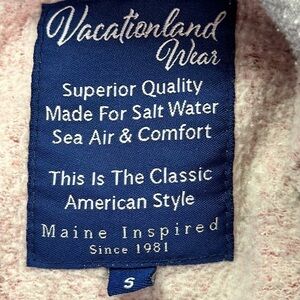 Vacationland
Wear
Superior Quality
Made For Salt Water
Sea Air & Comfort
This Is The Classic
American Style
Maine Inspired
Since 1981
S